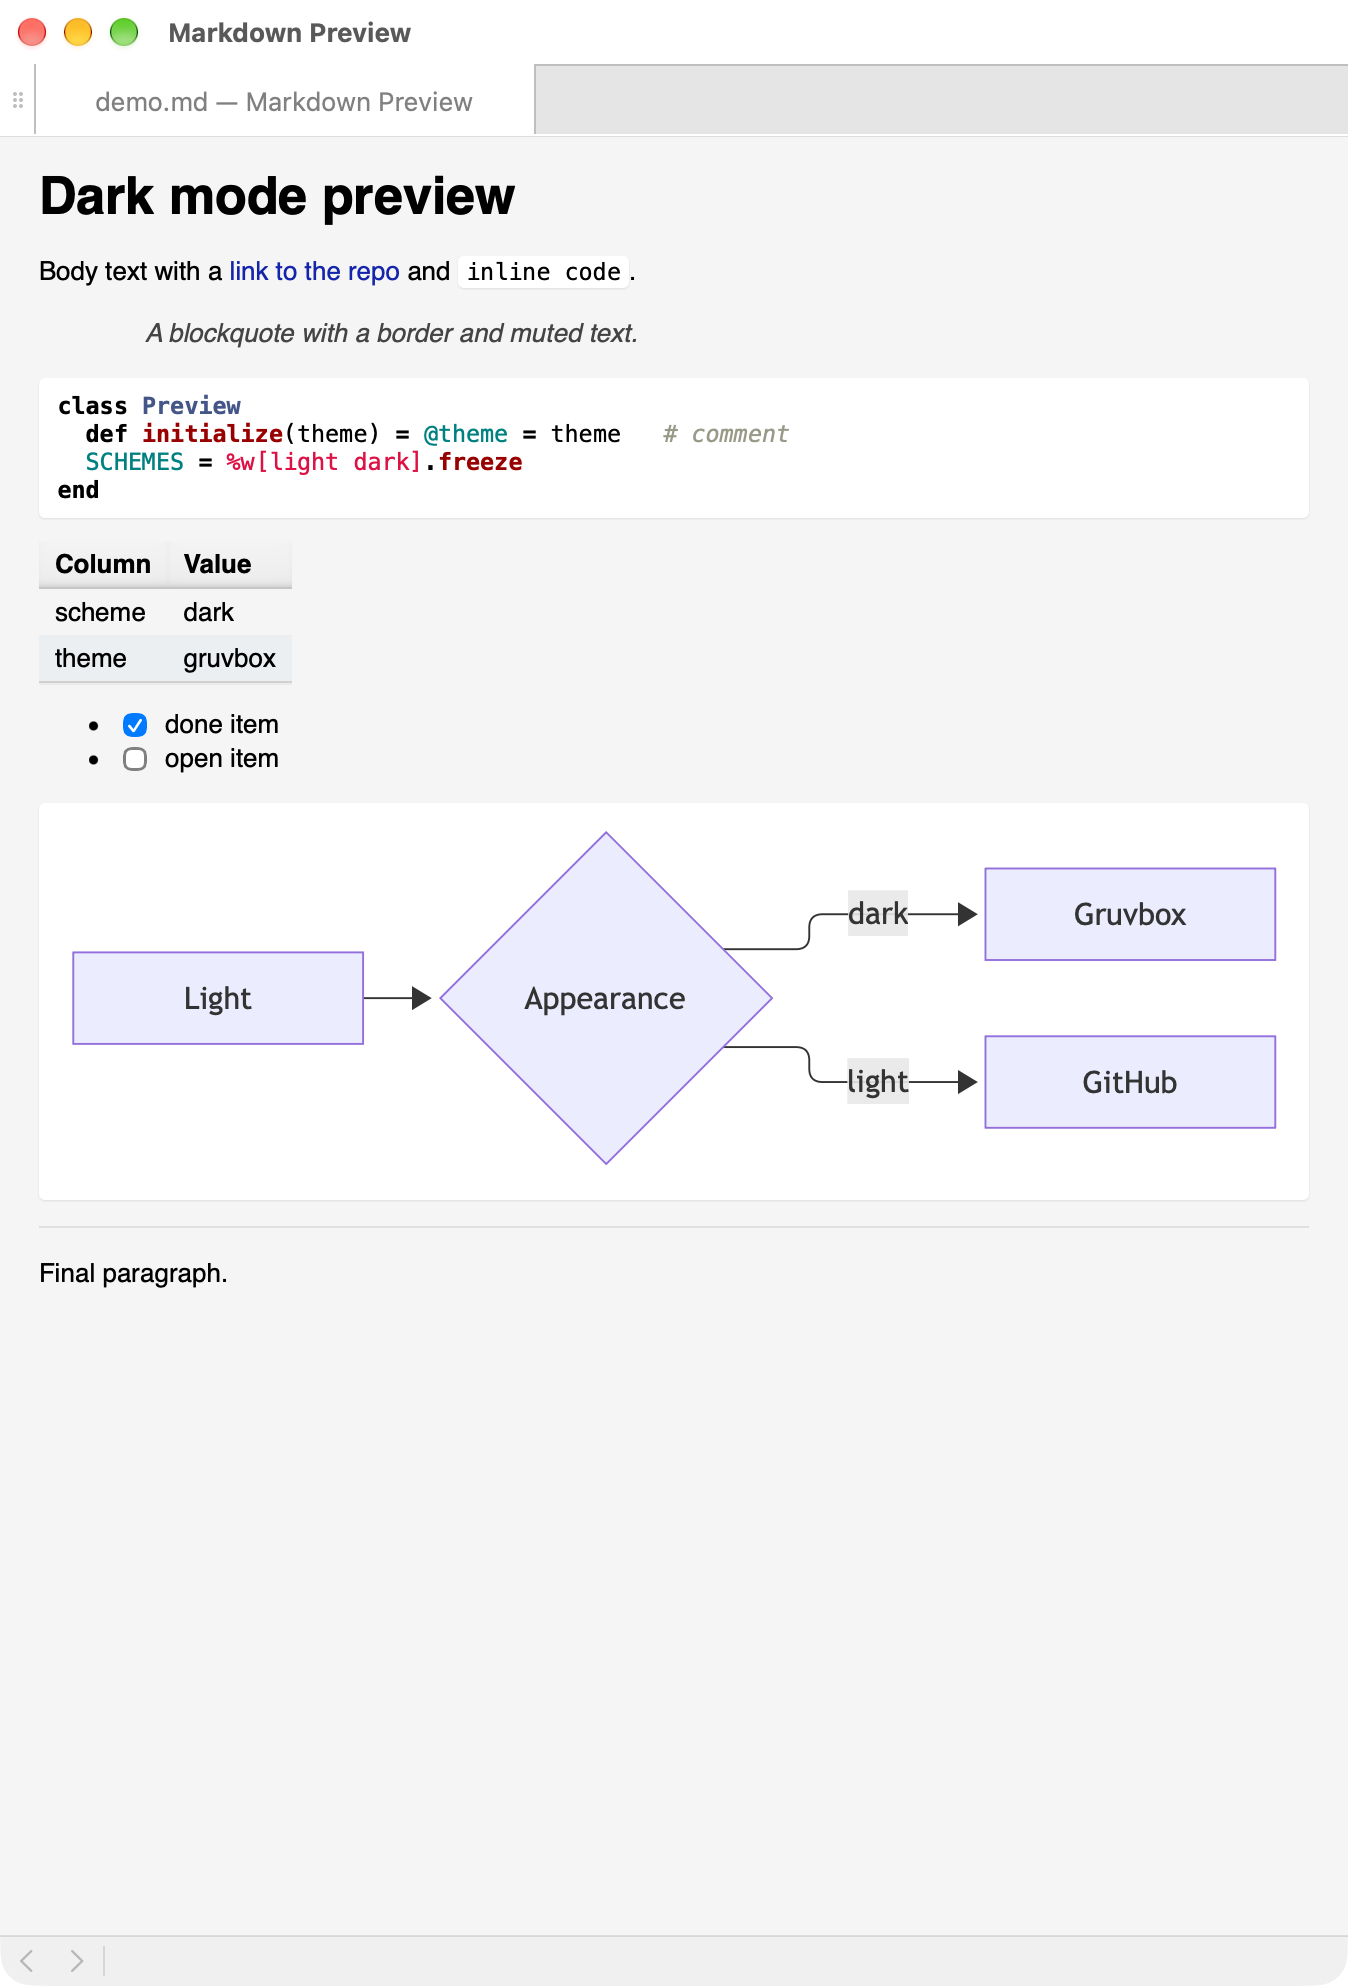 Markdown Preview
demo.md — Markdown Preview
Dark mode preview
Body text with a link to the repo and inline code.
A blockquote with a border and muted text.
class Preview
  def initialize(theme) = @theme = theme   # comment
  SCHEMES = %w[light dark].freeze
end
Column Value
scheme dark
theme gruvbox
done item
open item
dark
Gruvbox
Light
Appearance
light
GitHub
Final paragraph.